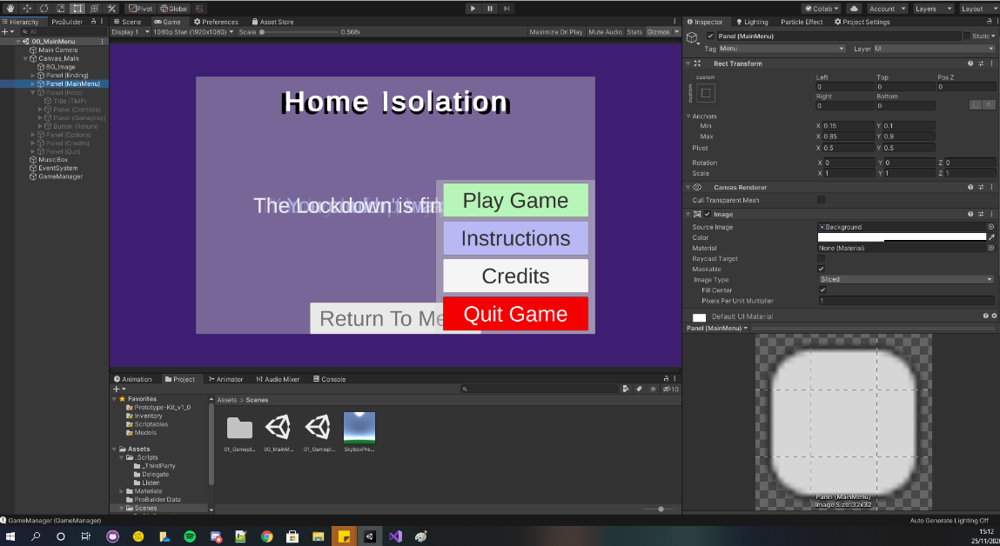 Pivot Global Collab Account Layers Layout
Hierarchy ProBuilder Scene Game Preferences Asset Store Inspector Lighting Particle Effect Project Settings
All Display 1 1080p Stan (1920x1080) Scale 0.568x Maximize On Play Mute Audio Stats Gizmos
00_MainMenu
Main Camera
Canvas_Main
BG_Image
Panel (Ending)
Panel (MainMenu)
Panel (Help)
Title (TMP)
Panel (Controls)
Panel (Gameplay)
Button (Return)
Panel (Options)
Panel (Credits)
Panel (Quit)
MusicBox
EventSystem
GameManager
Home Isolation
The lockdown is fin
Play Game
Instructions
Credits
Return To Me
Quit Game
Panel (MainMenu) Static
Tag Menu Layer UI
Rect Transform
custom Left Top Pos Z
custom 0 0 0
Right Bottom
0 0 R
Anchors
Min X 0.15 Y 0.1
Max X 0.85 Y 0.9
Pivot X 0.5 Y 0.5
Rotation X 0 Y 0 Z 0
Scale X 1 Y 1 Z 1
Canvas Renderer
Cull Transparent Mesh
Image
Source Image Background
Color
Material None (Material)
Raycast Target
Maskable
Image Type Sliced
Fill Center
Pixels Per Unit Multiplier 1
Default UI Material
Panel (MainMenu)
Panel (MainMenu)
Image Size: 32x32
Animation Project Animator Audio Mixer Console
10
Favorites
Prototype-Kit_v1_0
Inventory
Scriptables
Models
Assets
_Scripts
_ThirdParty
Delegate
Listen
Materials
ProBuilder Data
Scenes
Assets > Scenes
01_Gamepl... 00_MainM... 01_Gamepl... SkyboxPre...
GameManager (GameManager) Auto Generate Lighting Off
15:12
25/11/202